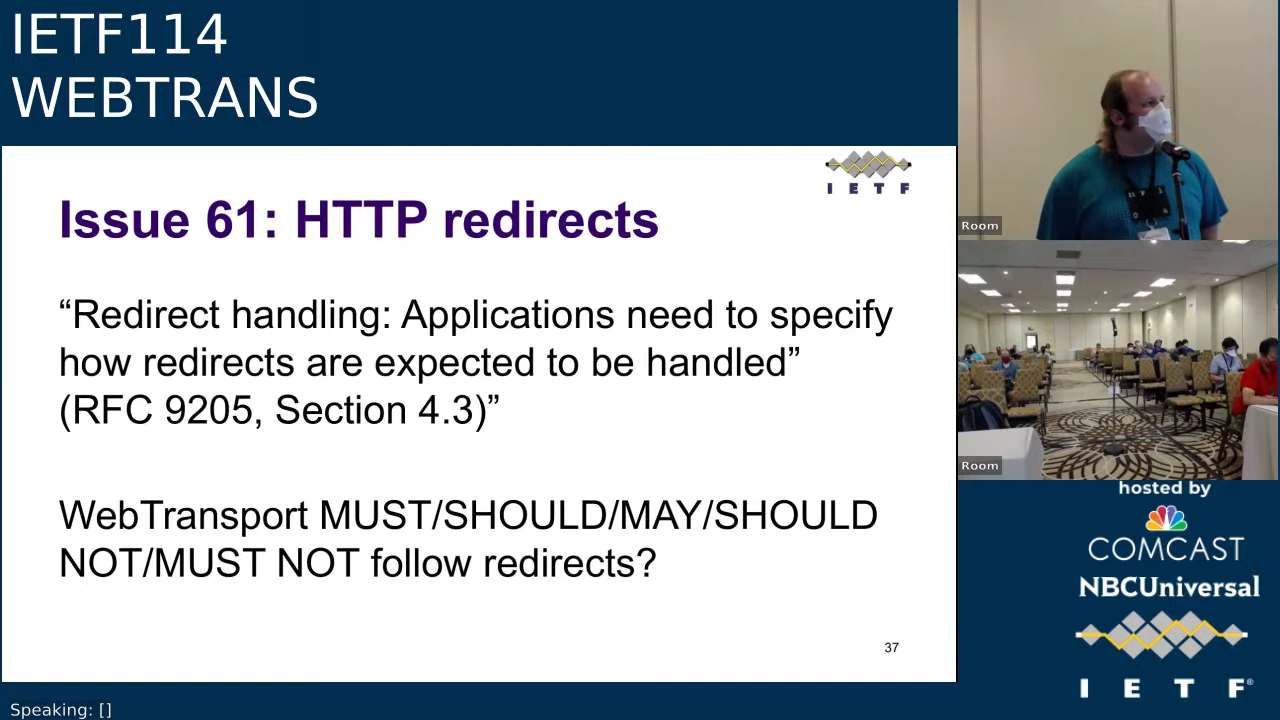 IETF114
WEBTRANS
I E T F
Issue 61: HTTP redirects
“Redirect handling: Applications need to specify
how redirects are expected to be handled”
(RFC 9205, Section 4.3)”
WebTransport MUST/SHOULD/MAY/SHOULD
NOT/MUST NOT follow redirects?
37
Speaking: []
Room
Room
hosted by
COMCAST
NBCUniversal
I E T F®